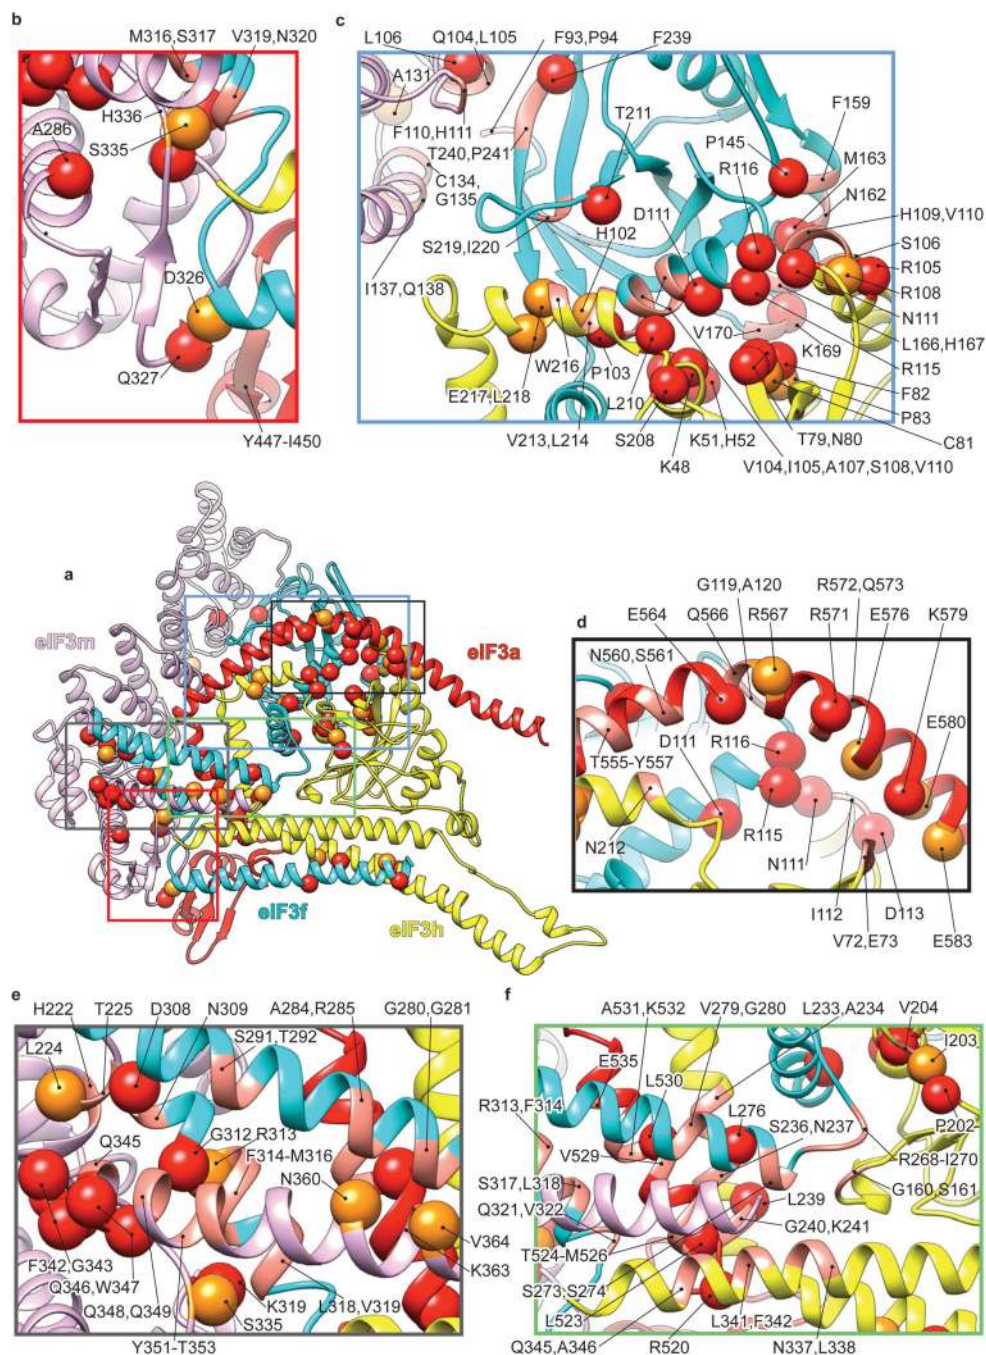 b
M316,S317
V319,N320
A286
H336
S335
D326
Q327
Y447-I450
c
L106
Q104,L105
F93,P94
F239
A131
F110,H111
T240,P241
T211
F159
P145
R116
M163
N162
C134,
G135
D111
H102
H109,V110
S219,I220
S106
R105
I137,Q138
R108
N111
V170
L166,H167
K169
R115
W216
P103
E217,L218
L210
F82
P83
V213,L214
S208
K51,H52
T79,N80
C81
K48
V104,I105,A107,S108,V110
a
eIF3m
eIF3a
eIF3f
eIF3h
d
G119,A120
R572,Q573
E564
Q566
R567
R571
E576
K579
N560,S561
E580
D111
R116
T555-Y557
R115
N212
N111
I112
D113
V72,E73
E583
e
H222
T225
D308
N309
A284,R285
G280,G281
S291,T292
L224
Q345
G312,R313
F314-M316
N360
V364
K363
F342,G343
Q346,W347
K319
L318,V319
Q348,Q349
S335
Y351-T353
f
A531,K532
V279,G280
L233,A234
V204
E535
I203
L530
R313,F314
L276
S236,N237
P202
V529
R268-I270
S317,L318
G160,S161
Q321,V322
L239
G240,K241
T524-M526
S273,S274
L523
L341,F342
Q345,A346
R520
N337,L338